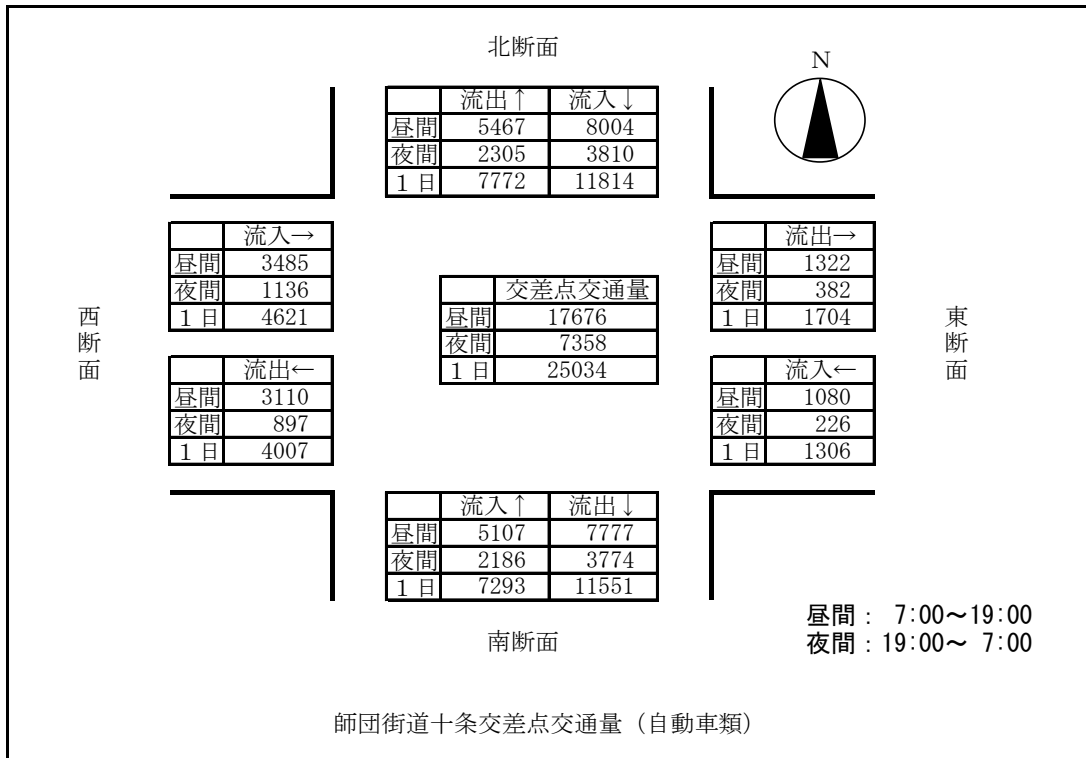 北断面
N
流出↑ 流入↓
昼間 5467 8004
夜間 2305 3810
１日 7772 11814
流入→
昼間 3485
夜間 1136
１日 4621
流出→
昼間 1322
夜間 382
１日 1704
交差点交通量
昼間 17676
夜間 7358
１日 25034
西断面
東断面
流出←
昼間 3110
夜間 897
１日 4007
流入←
昼間 1080
夜間 226
１日 1306
流入↑ 流出↓
昼間 5107 7777
夜間 2186 3774
１日 7293 11551
南断面
昼間： 7:00～19:00
夜間：19:00～ 7:00
師団街道十条交差点交通量（自動車類）